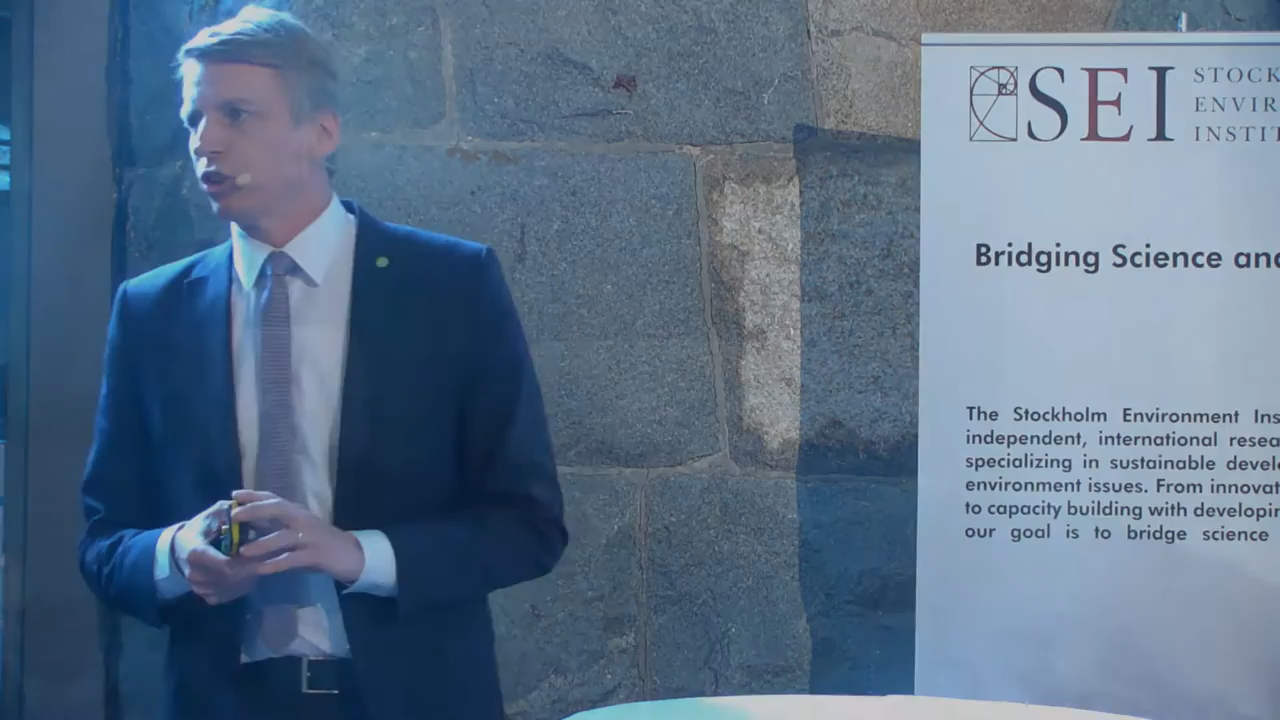 SEI
STOCK
ENVIR
INSTIT
Bridging Science and
The Stockholm Environment Ins
independent, international resea
specializing in sustainable devel
environment issues. From innovat
to capacity building with developin
our goal is to bridge science